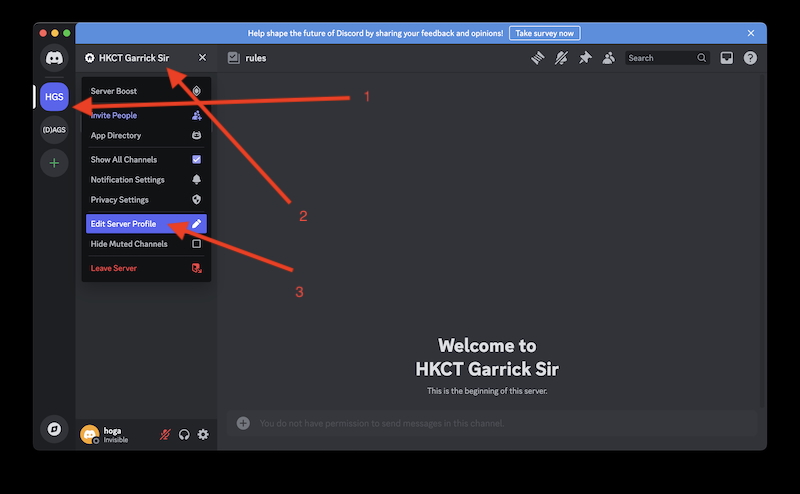 Help shape the future of Discord by sharing your feedback and opinions! Take survey now
HKCT Garrick Sir
rules
Search
HGS
(D)AGS
Server Boost
Invite People
App Directory
Show All Channels
Notification Settings
Privacy Settings
Edit Server Profile
Hide Muted Channels
Leave Server
1
2
3
Welcome to
HKCT Garrick Sir
This is the beginning of this server.
You do not have permission to send messages in this channel.
hoga
Invisible